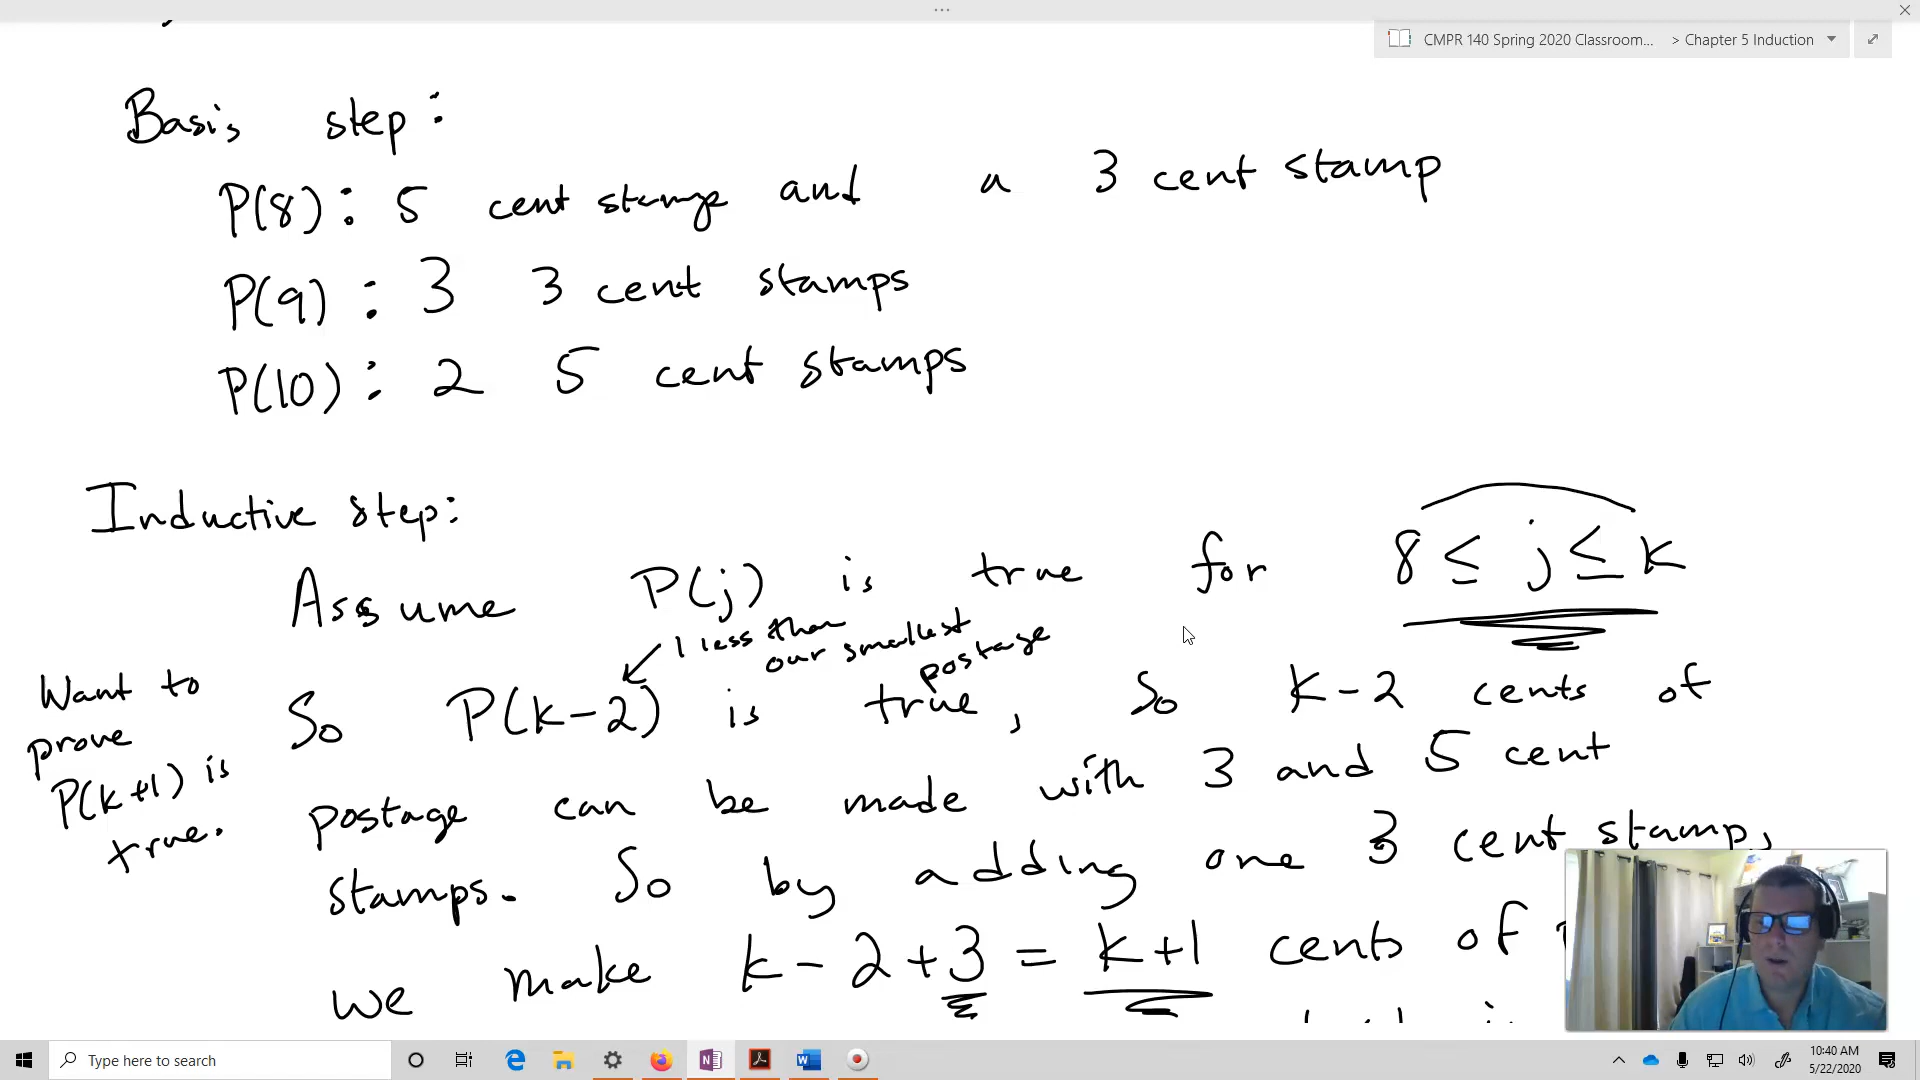 CMPR 140 Spring 2020 Classroom... > Chapter 5 Induction
Basis step:
P(8): 5 cent stamp and a 3 cent stamp
P(9): 3 3 cent stamps
P(10): 2 5 cent stamps
Inductive step:
Assume P(j) is true for 8 ≤ j ≤ k
1 less than
our smallest
postage
So P(k-2) is true, So k-2 cents of
postage can be made with 3 and 5 cent
stamps. So by adding one 3 cent stamp,
we make k-2+3 = k+1 cents of
Want to
prove
P(k+1) is
true.
Type here to search
10:40 AM
5/22/2020